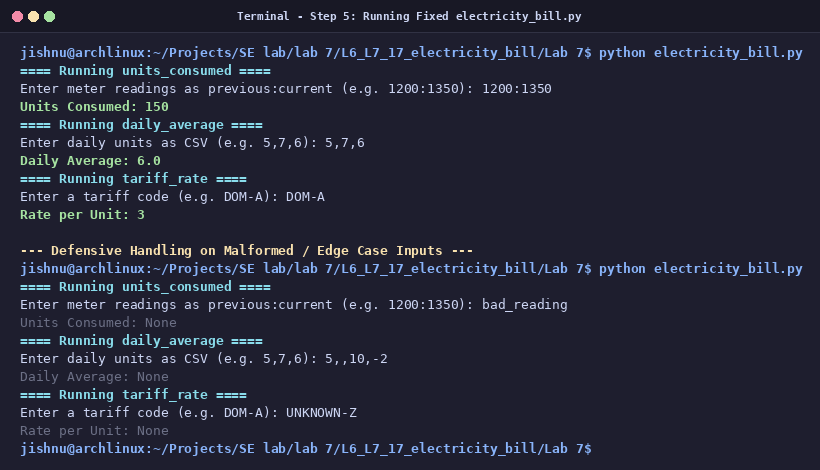 Terminal - Step 5: Running Fixed electricity_bill.py
jishnu@archlinux:~/Projects/SE lab/lab 7/L6_L7_17_electricity_bill/Lab 7$ python electricity_bill.py
==== Running units_consumed ====
Enter meter readings as previous:current (e.g. 1200:1350): 1200:1350
Units Consumed: 150
==== Running daily_average ====
Enter daily units as CSV (e.g. 5,7,6): 5,7,6
Daily Average: 6.0
==== Running tariff_rate ====
Enter a tariff code (e.g. DOM-A): DOM-A
Rate per Unit: 3
--- Defensive Handling on Malformed / Edge Case Inputs ---
jishnu@archlinux:~/Projects/SE lab/lab 7/L6_L7_17_electricity_bill/Lab 7$ python electricity_bill.py
==== Running units_consumed ====
Enter meter readings as previous:current (e.g. 1200:1350): bad_reading
Units Consumed: None
==== Running daily_average ====
Enter daily units as CSV (e.g. 5,7,6): 5,,10,-2
Daily Average: None
==== Running tariff_rate ====
Enter a tariff code (e.g. DOM-A): UNKNOWN-Z
Rate per Unit: None
jishnu@archlinux:~/Projects/SE lab/lab 7/L6_L7_17_electricity_bill/Lab 7$